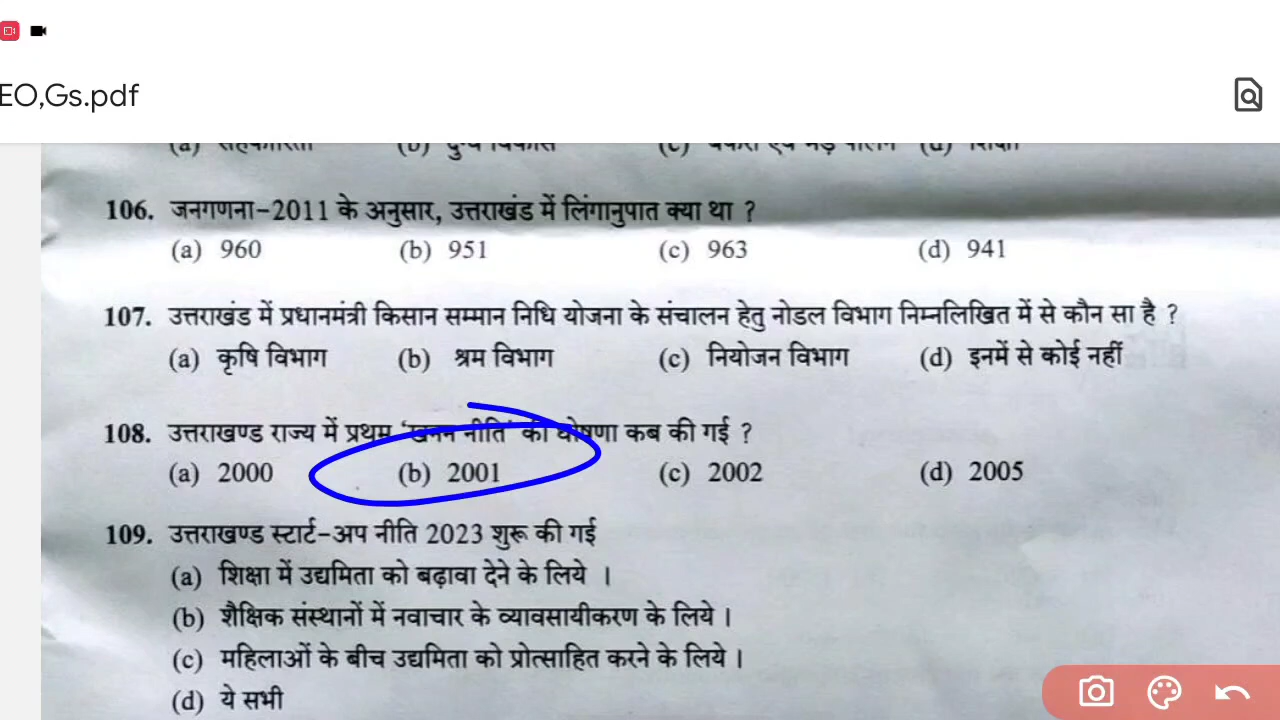 EO,Gs.pdf
106. जनगणना-2011 के अनुसार, उत्तराखंड में लिंगानुपात क्या था ?
(a) 960 (b) 951 (c) 963 (d) 941
107. उत्तराखंड में प्रधानमंत्री किसान सम्मान निधि योजना के संचालन हेतु नोडल विभाग निम्नलिखित में से कौन सा है ?
(a) कृषि विभाग (b) श्रम विभाग (c) नियोजन विभाग (d) इनमें से कोई नहीं
108. उत्तराखण्ड राज्य में प्रथम ‘खनन नीति’ की घोषणा कब की गई ?
(a) 2000 (b) 2001 (c) 2002 (d) 2005
109. उत्तराखण्ड स्टार्ट-अप नीति 2023 शुरू की गई
(a) शिक्षा में उद्यमिता को बढ़ावा देने के लिये ।
(b) शैक्षिक संस्थानों में नवाचार के व्यावसायीकरण के लिये ।
(c) महिलाओं के बीच उद्यमिता को प्रोत्साहित करने के लिये ।
(d) ये सभी